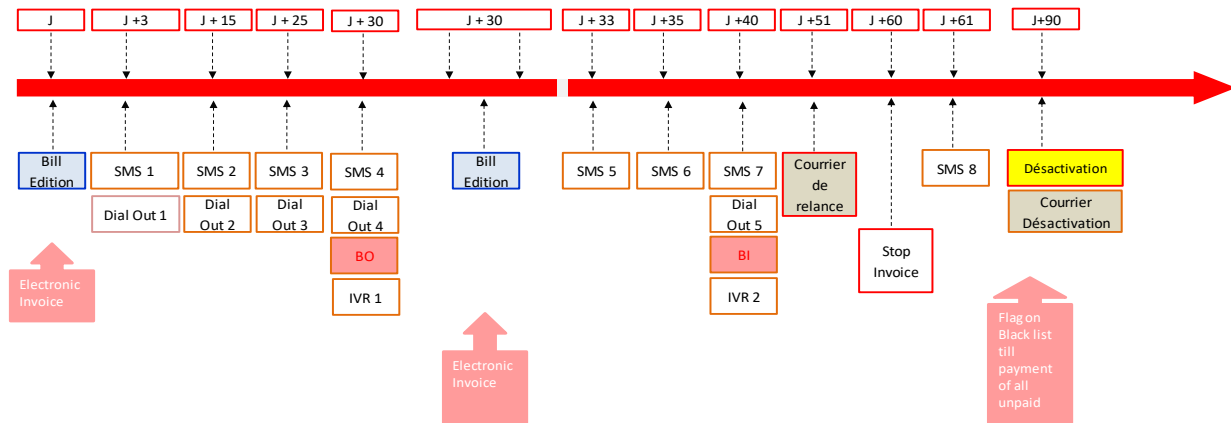 J
J +3
J + 15
J + 25
J + 30
J + 30
J + 33
J +35
J +40
J +51
J +60
J +61
J+90
Bill
Edition
SMS 1
SMS 2
SMS 3
SMS 4
Bill
Edition
SMS 5
SMS 6
SMS 7
Courrier
de
relance
SMS 8
Désactivation
Dial Out 1
Dial
Out 2
Dial
Out 3
Dial
Out 4
Dial
Out 5
Courrier
Désactivation
BO
BI
Stop
Invoice
IVR 1
IVR 2
Electronic
Invoice
Electronic
Invoice
Flag on
Black list
till
payment
of all
unpaid